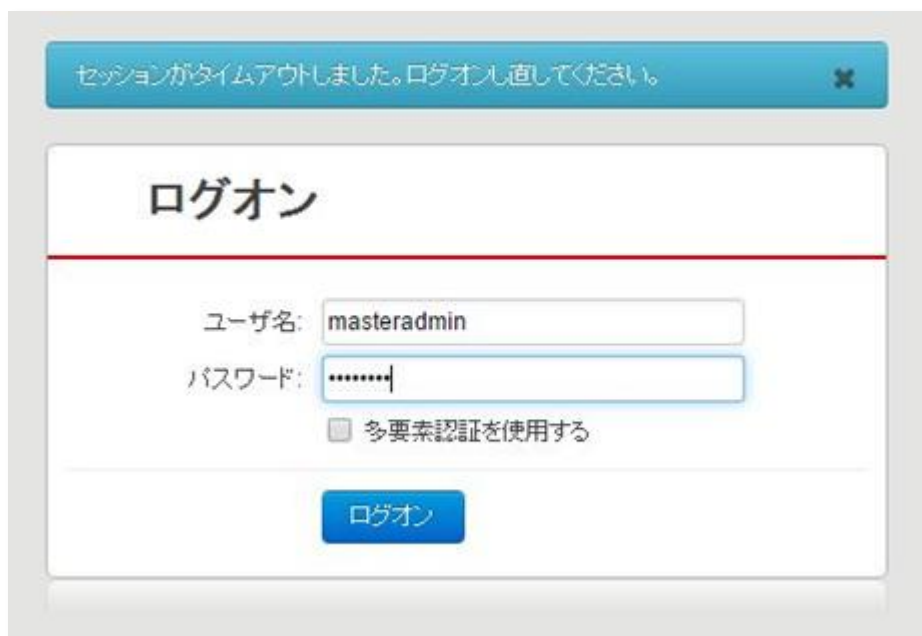 セッションがタイムアウトしました。ログオンし直してください。
ログオン
ユーザ名: masteradmin
パスワード: ••••••••
多要素認証を使用する
ログオン